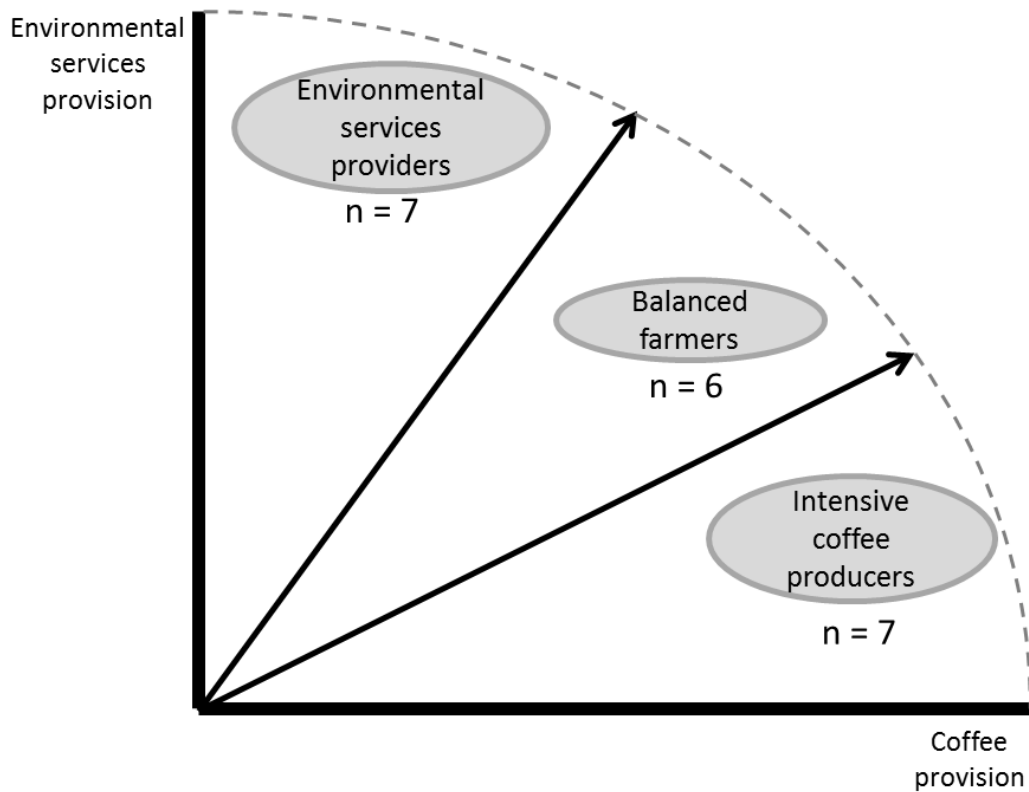 Environmental
services
provision
Environmental
services
providers
n = 7
Balanced
farmers
n = 6
Intensive
coffee
producers
n = 7
Coffee
provision